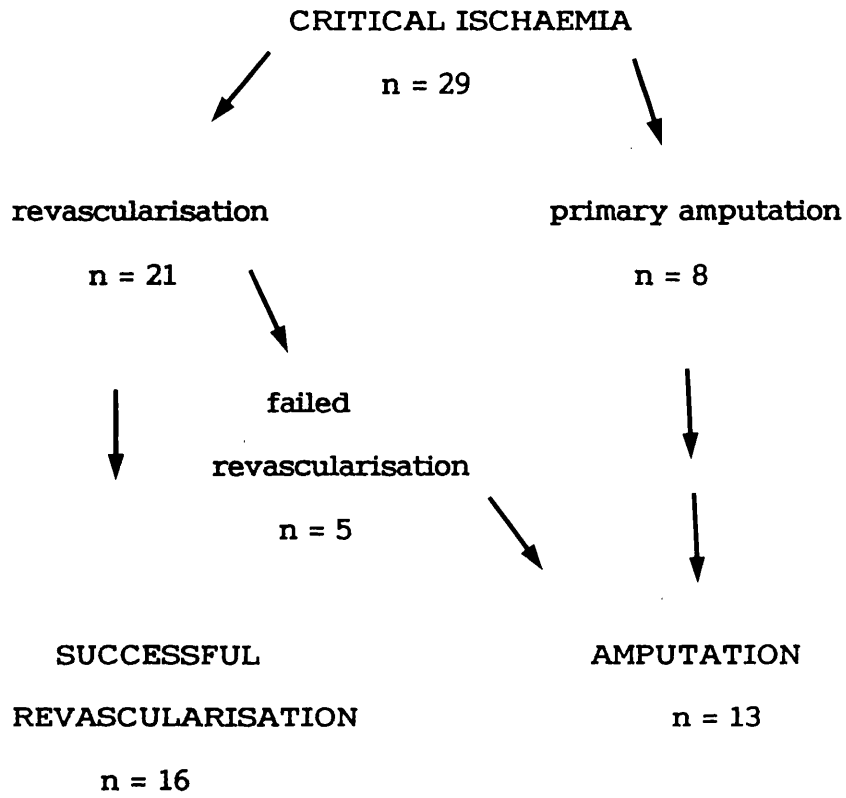 CRITICAL ISCHAEMIA
n = 29
revascularisation
n = 21
primary amputation
n = 8
failed
revascularisation
n = 5
SUCCESSFUL
REVASCULARISATION
n = 16
AMPUTATION
n = 13